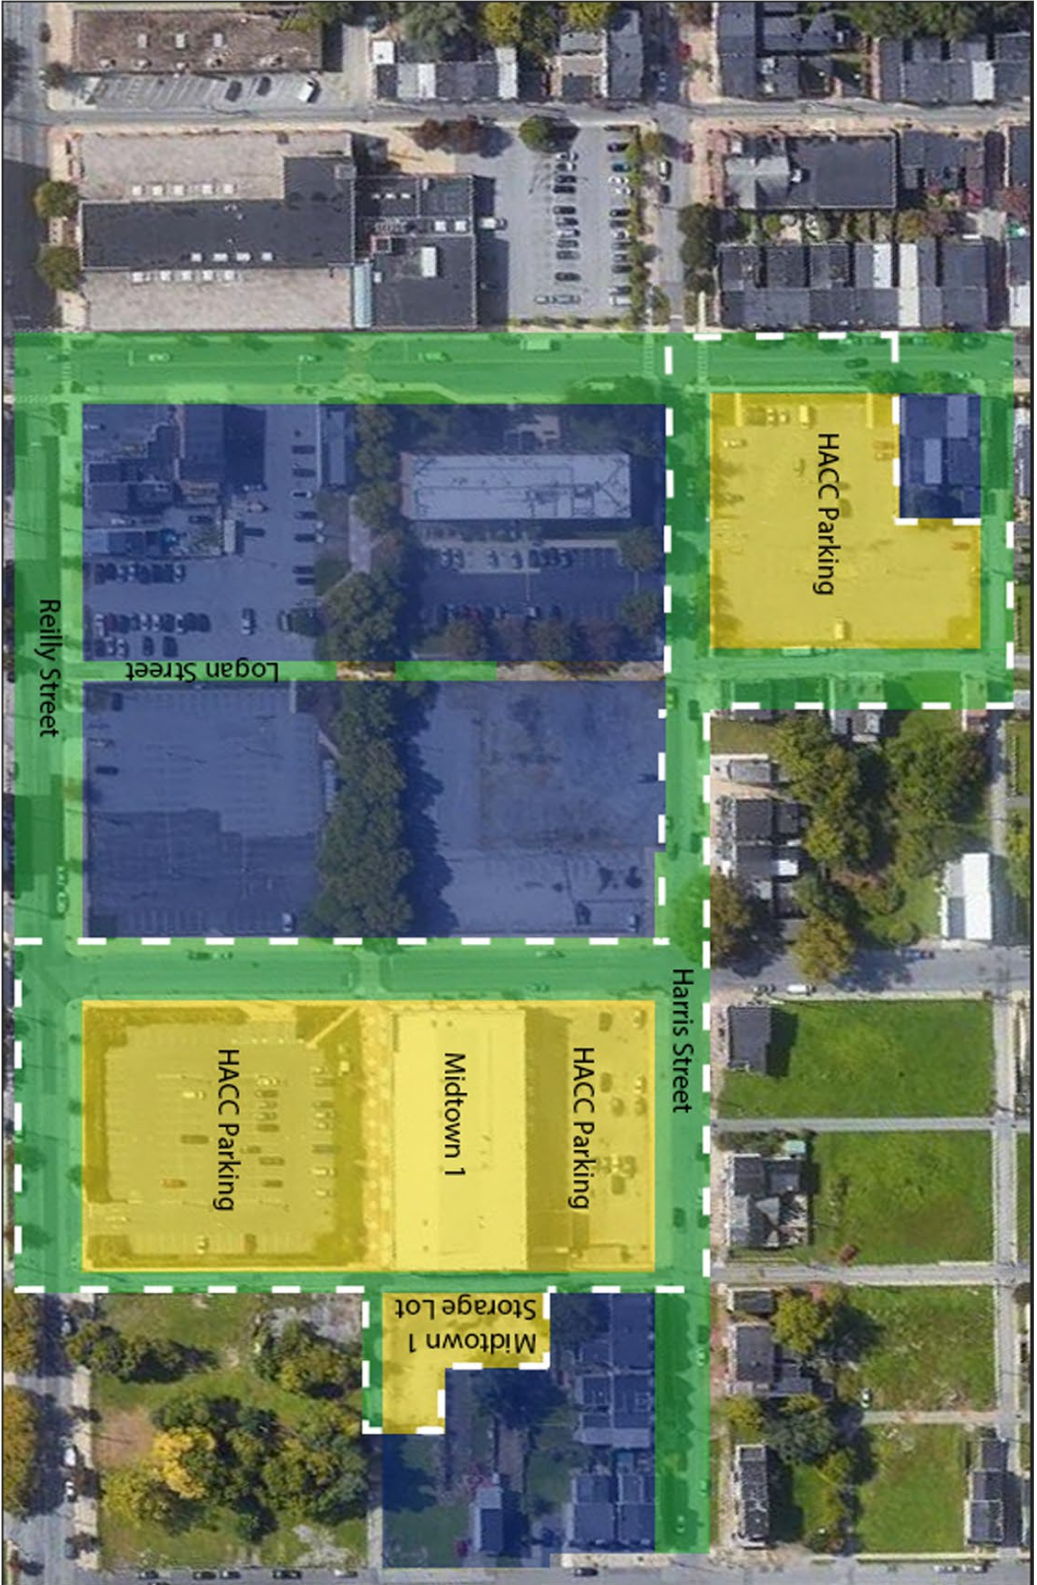 HACC Parking
Reilly Street
Logan Street
Harris Street
HACC Parking
Midtown 1
HACC Parking
Midtown 1
Storage Lot